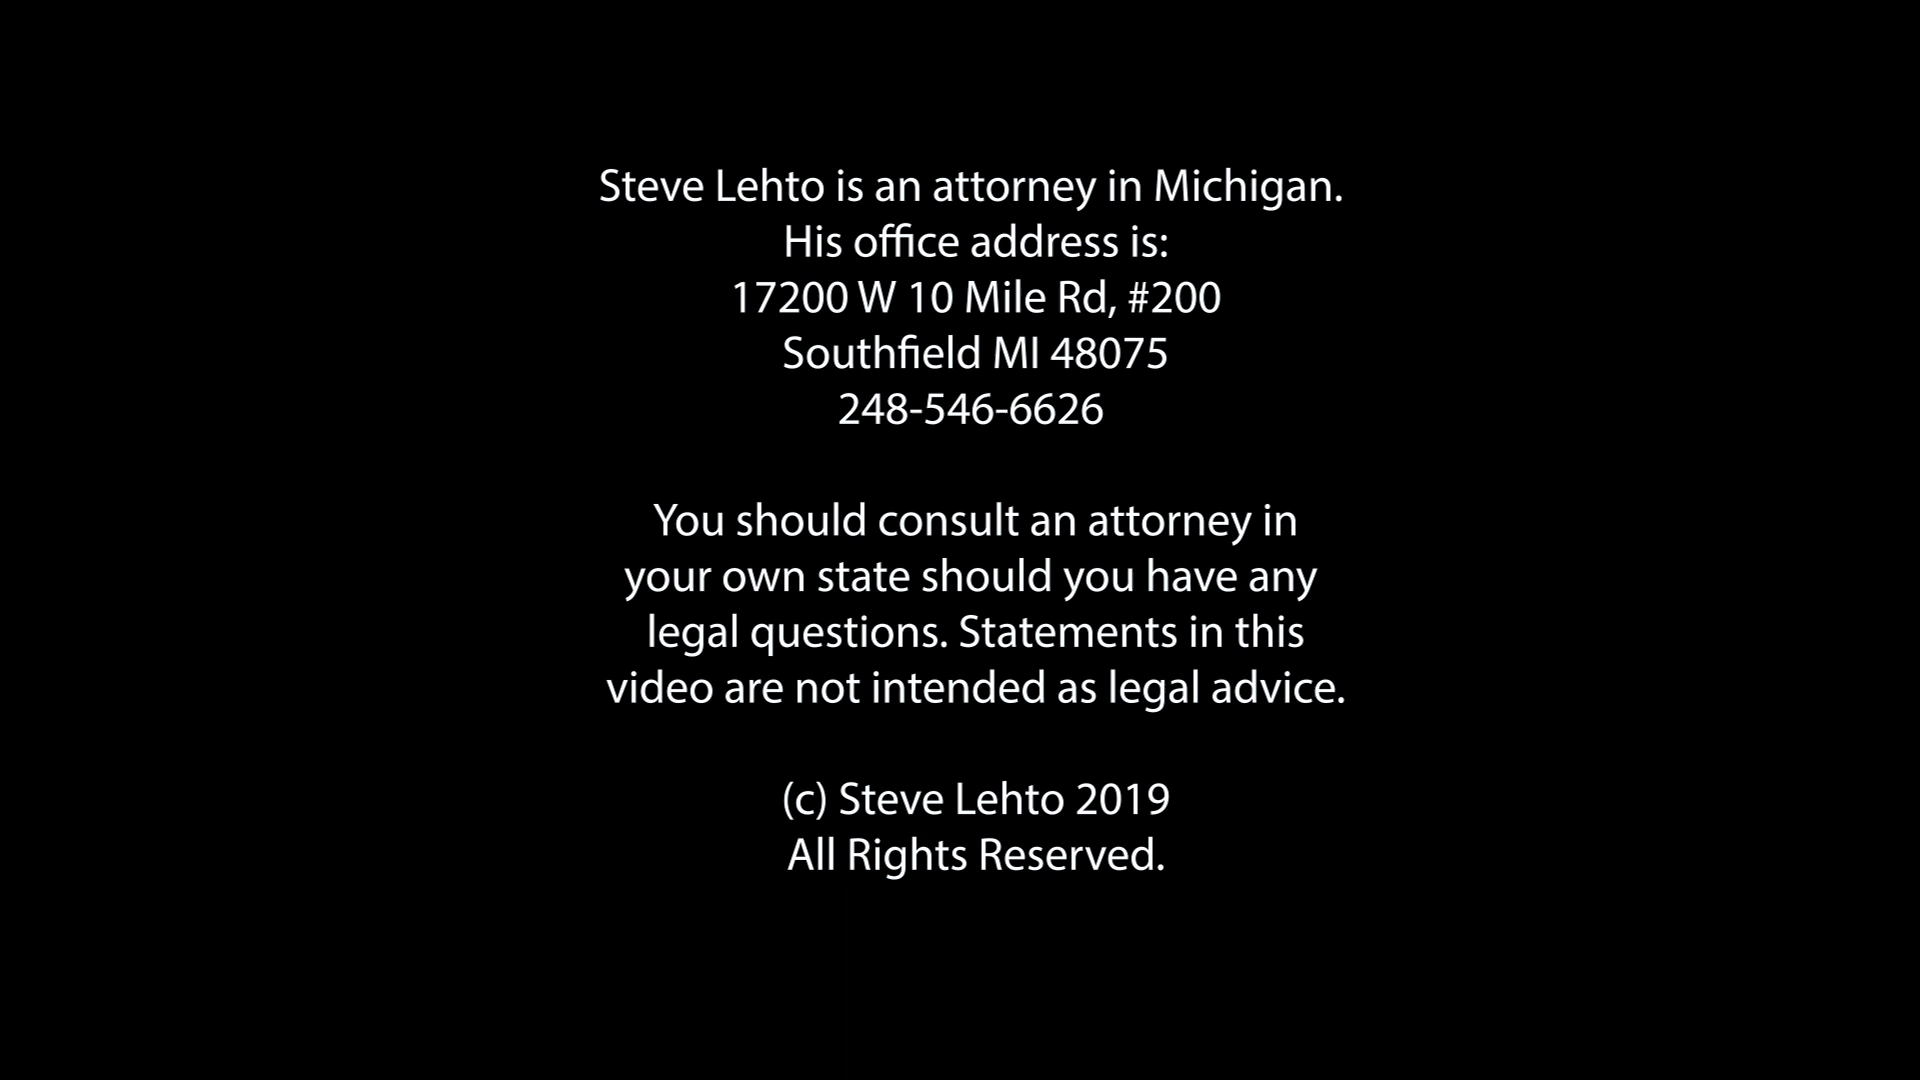 Steve Lehto is an attorney in Michigan.
His office address is:
17200 W 10 Mile Rd, #200
Southfield MI 48075
248-546-6626
You should consult an attorney in
your own state should you have any
legal questions. Statements in this
video are not intended as legal advice.
(c) Steve Lehto 2019
All Rights Reserved.